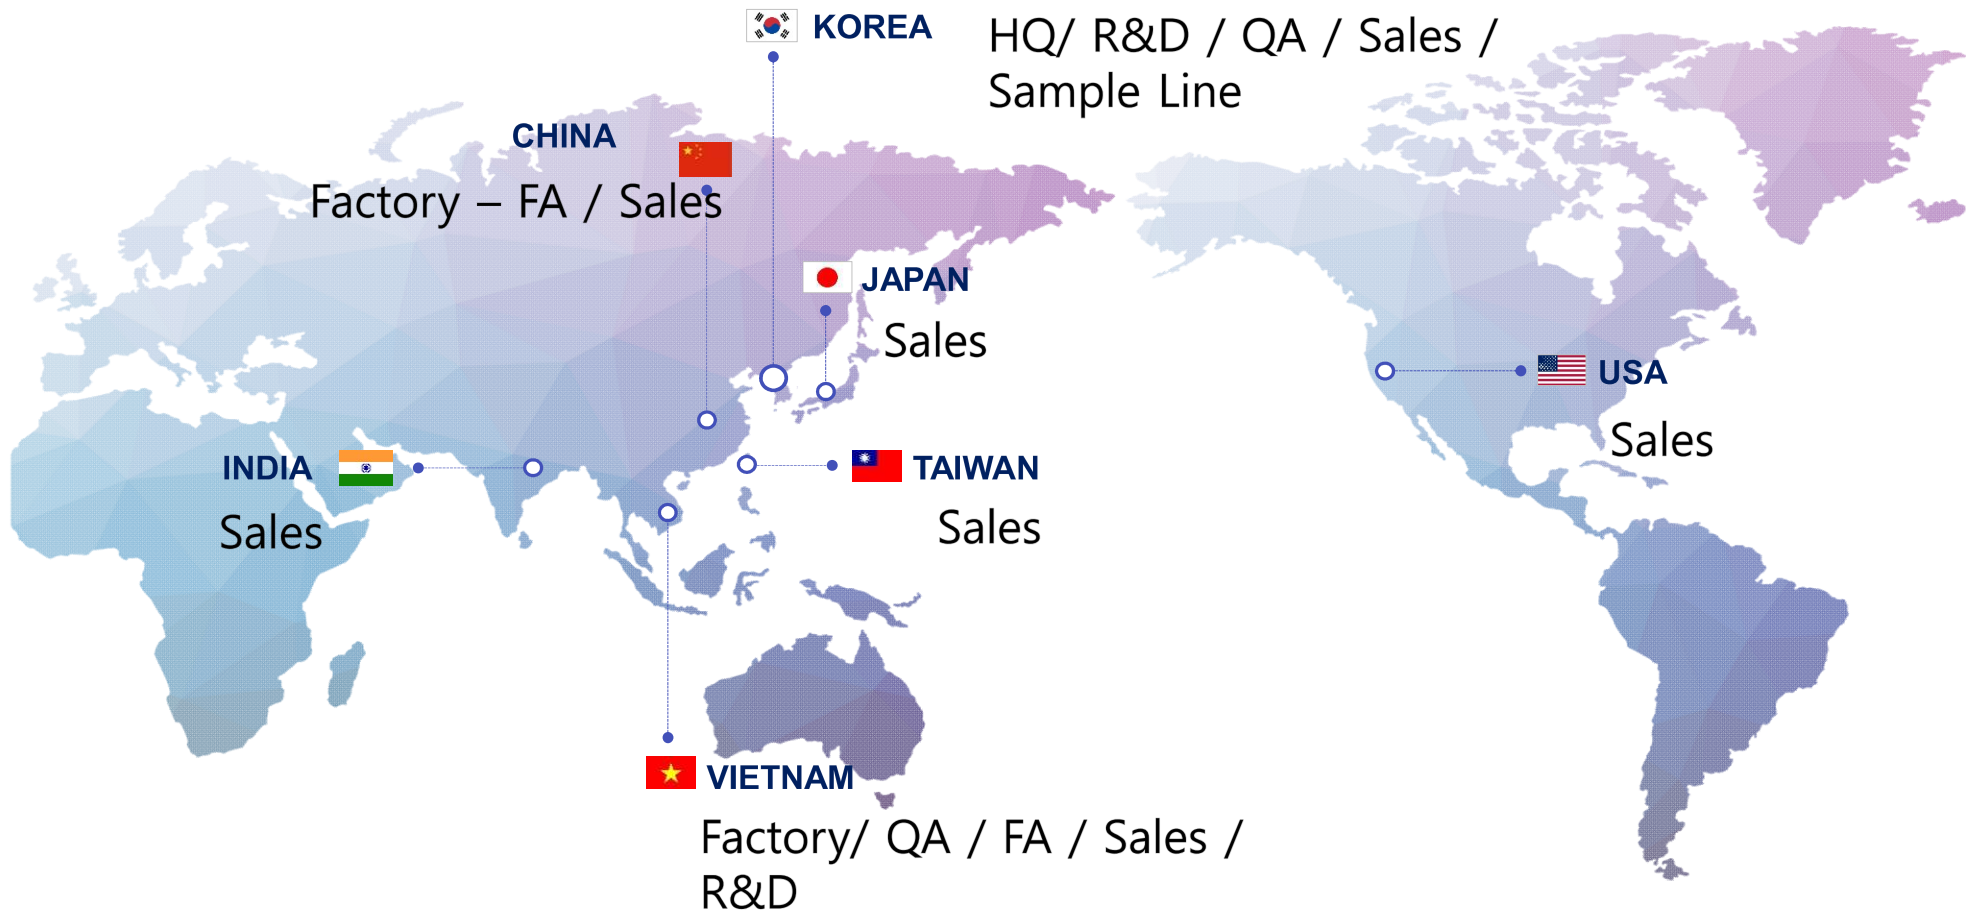 KOREA
HQ/ R&D / QA / Sales /
Sample Line
CHINA
Factory – FA / Sales
JAPAN
Sales
USA
Sales
INDIA
Sales
TAIWAN
Sales
VIETNAM
Factory/ QA / FA / Sales /
R&D